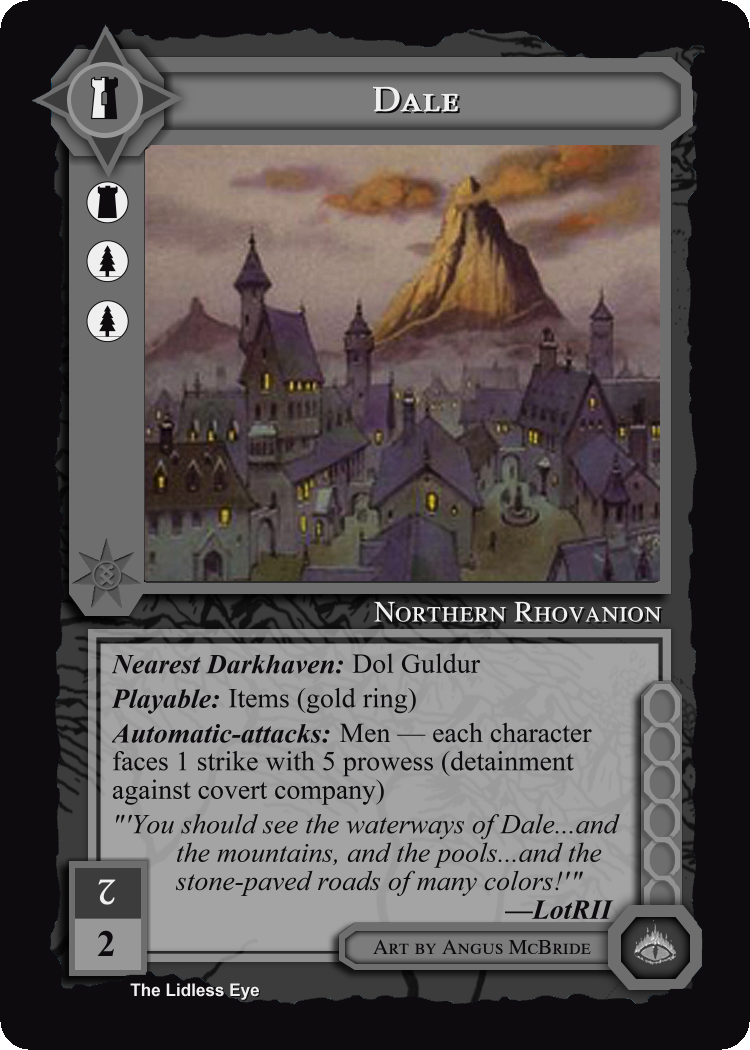 Dale
Northern Rhovanion
Nearest Darkhaven: Dol Guldur
Playable: Items (gold ring)
Automatic-attacks: Men — each character
faces 1 strike with 5 prowess (detainment
against covert company)
"'You should see the waterways of Dale...and
the mountains, and the pools...and the
stone-paved roads of many colors!'"
—LotRII
2
2
Art by Angus McBride
The Lidless Eye